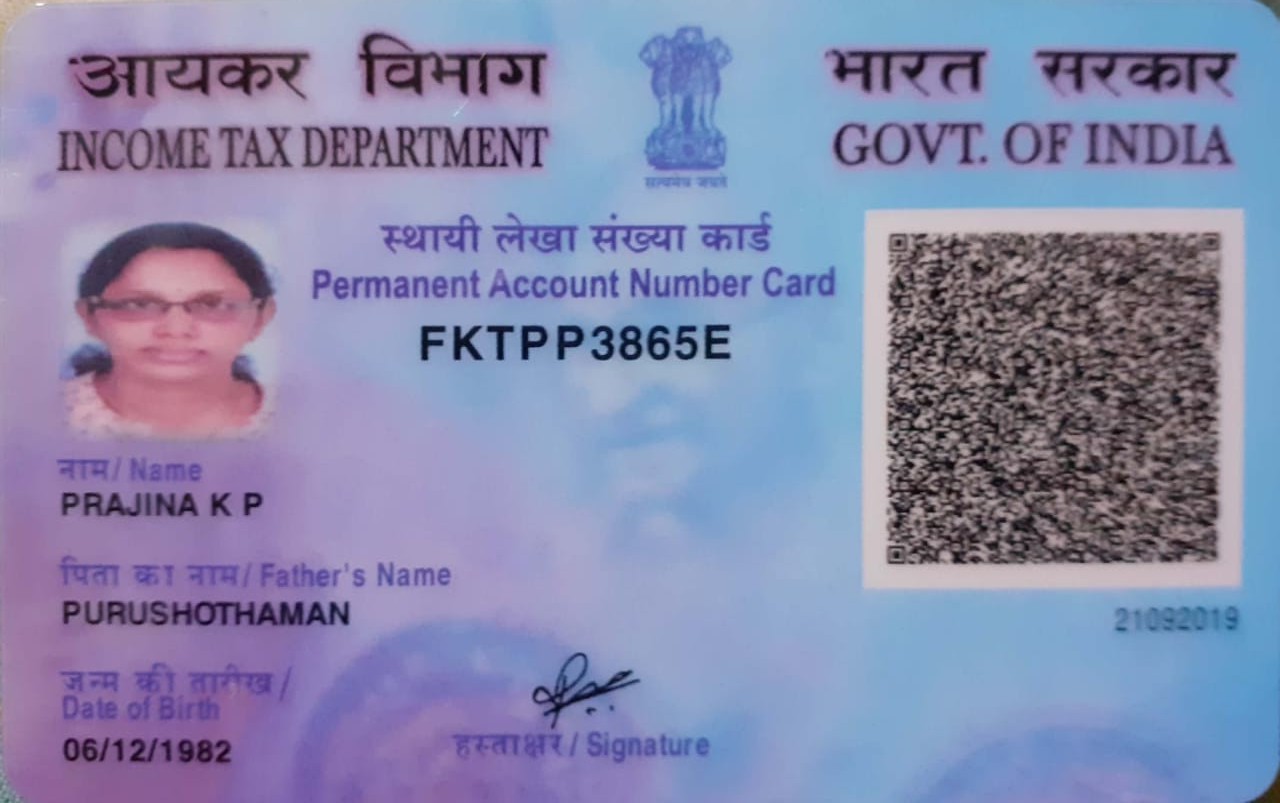 आयकर विभाग
INCOME TAX DEPARTMENT
सत्यमेव जयते
भारत सरकार
GOVT. OF INDIA
स्थायी लेखा संख्या कार्ड
Permanent Account Number Card
FKTPP3865E
नाम / Name
PRAJINA K P
पिता का नाम / Father's Name
PURUSHOTHAMAN
21092019
जन्म की तारीख /
Date of Birth
06/12/1982
हस्ताक्षर / Signature